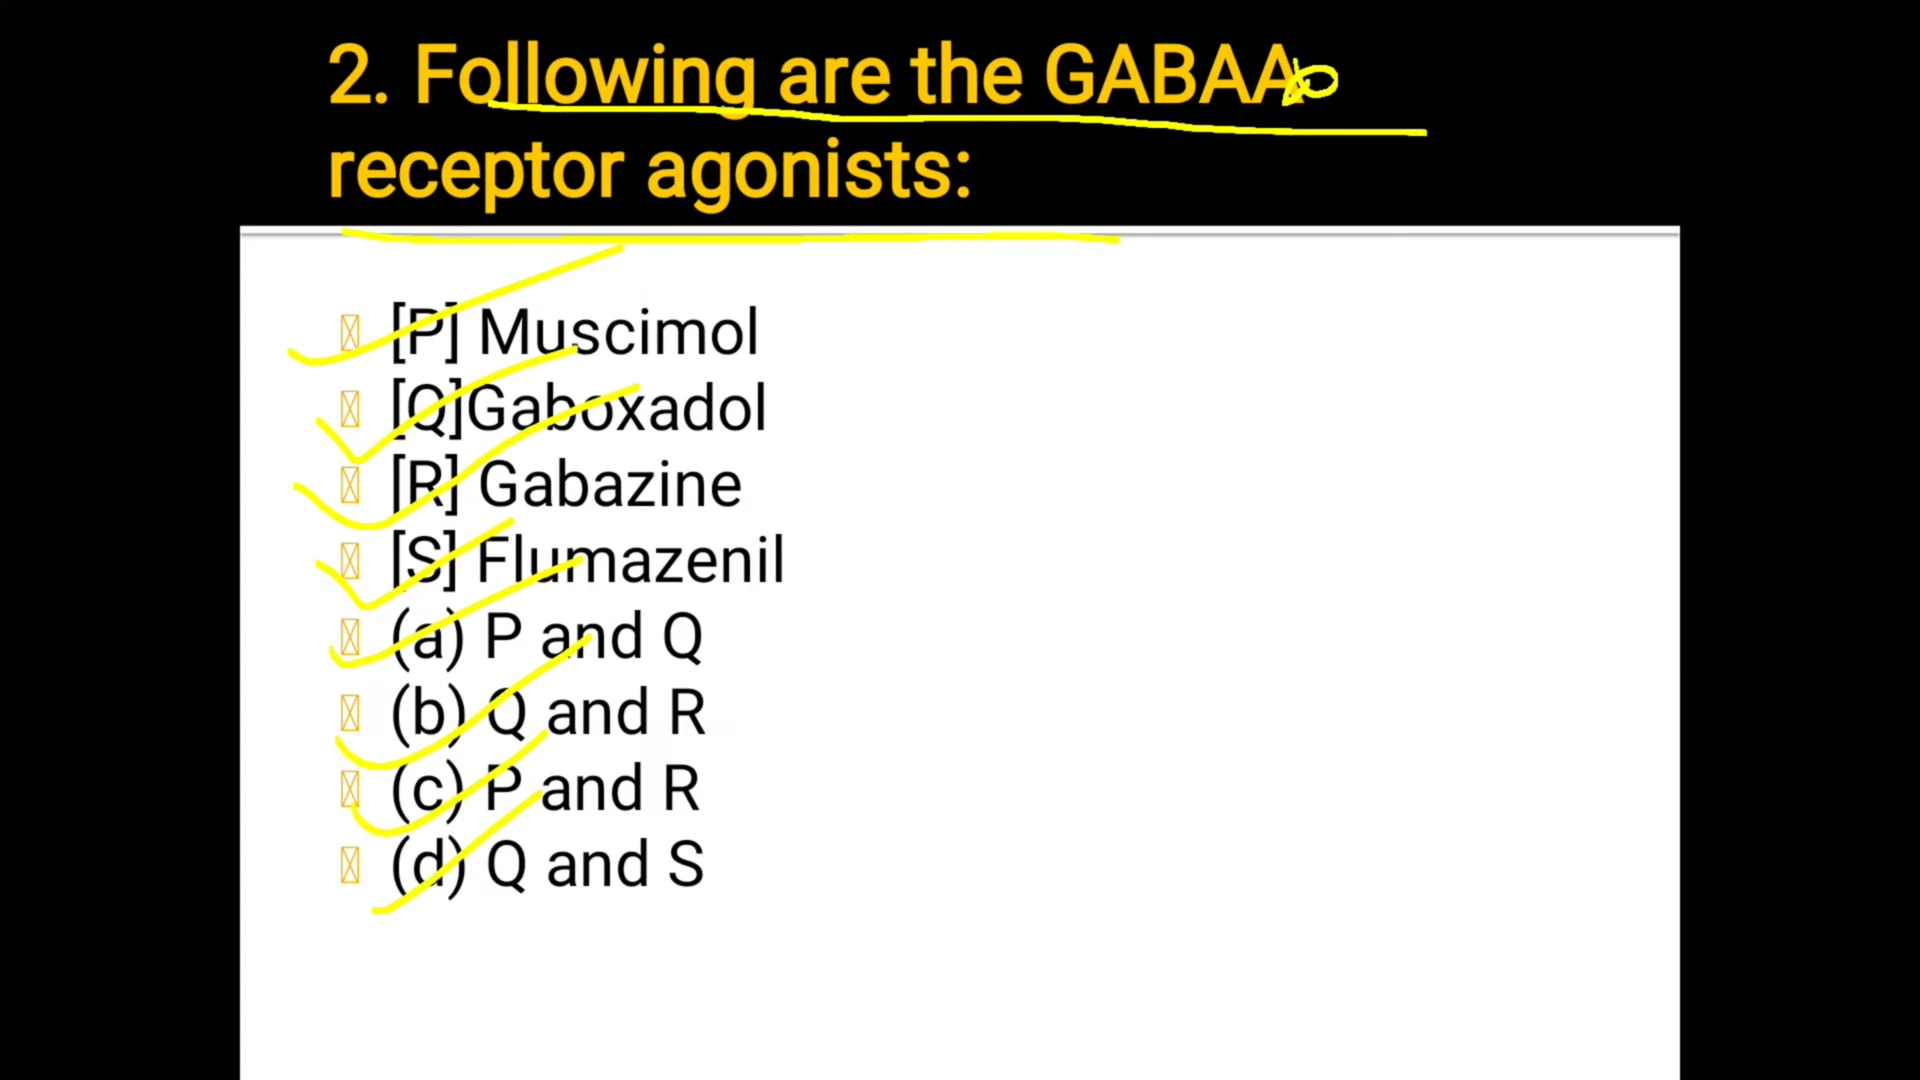 2. Following are the GABAA
receptor agonists:
[P] Muscimol
[Q]Gaboxadol
[R] Gabazine
[S] Flumazenil
(a) P and Q
(b) Q and R
(c) P and R
(d) Q and S